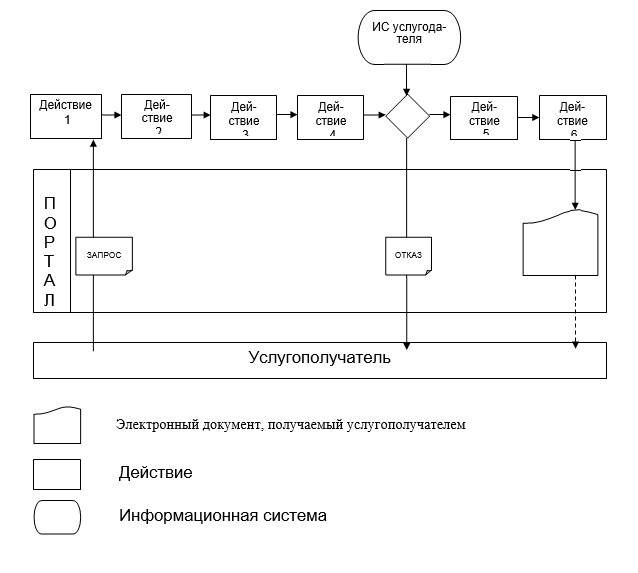 ИС услугода-
теля
Действие
1
Дей-
ствие
2
Дей-
ствие
3
Дей-
ствие
4
Дей-
ствие
5
Дей-
ствие
6
ПОРТАЛ
ЗАПРОС
ОТКАЗ
Услугополучатель
Электронный документ, получаемый услугополучателем
Действие
Информационная система